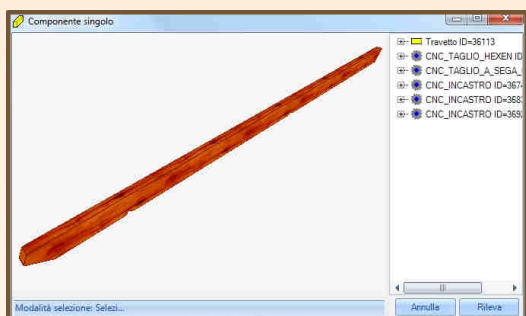 Componente singolo
Travetto ID=36113
CNC_TAGLIO_HEXEN ID
CNC_TAGLIO_A_SEGA_
CNC_INCASTRO ID=367
CNC_INCASTRO ID=368
CNC_INCASTRO ID=369
Modalità selezione: Selezi...
Annulla
Rileva